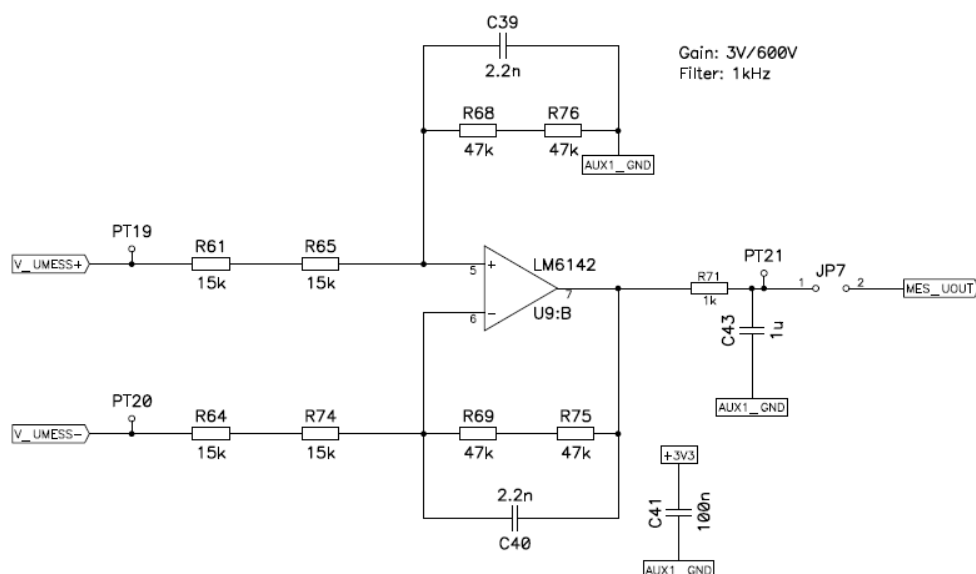 C39
2.2n
Gain: 3V/600V
Filter: 1kHz
R68
R76
47k
47k
AUX1_GND
PT19
R61
R65
V_UMESS+
15k
15k
5
+
LM6142
7
6
−
U9:B
R71
1k
PT21
JP7
1
2
MES_UOUT
C43
1u
AUX1_GND
PT20
R64
R74
R69
R75
V_UMESS-
15k
15k
47k
47k
+3V3
2.2n
C40
C41
100n
AUX1_GND